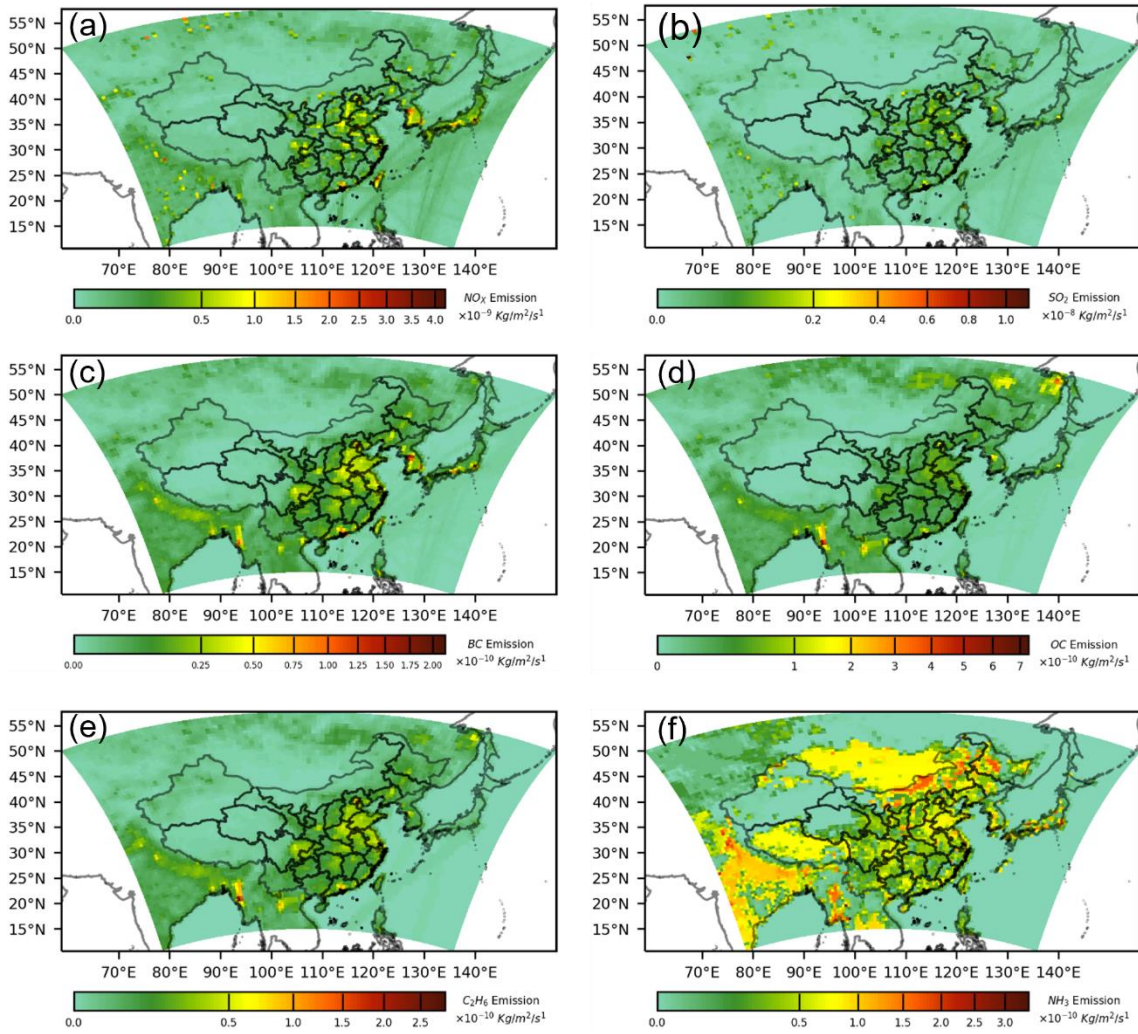 (a)
55°N
50°N
45°N
40°N
35°N
30°N
25°N
20°N
15°N
70°E 80°E 90°E 100°E 110°E 120°E 130°E 140°E
NOX Emission
×10⁻⁹ Kg/m²/s¹
0.0 0.5 1.0 1.5 2.0 2.5 3.0 3.5 4.0
(b)
55°N
50°N
45°N
40°N
35°N
30°N
25°N
20°N
15°N
70°E 80°E 90°E 100°E 110°E 120°E 130°E 140°E
SO₂ Emission
×10⁻⁸ Kg/m²/s¹
0.0 0.2 0.4 0.6 0.8 1.0
(c)
55°N
50°N
45°N
40°N
35°N
30°N
25°N
20°N
15°N
70°E 80°E 90°E 100°E 110°E 120°E 130°E 140°E
BC Emission
×10⁻¹⁰ Kg/m²/s¹
0.00 0.25 0.50 0.75 1.00 1.25 1.50 1.75 2.00
(d)
55°N
50°N
45°N
40°N
35°N
30°N
25°N
20°N
15°N
70°E 80°E 90°E 100°E 110°E 120°E 130°E 140°E
OC Emission
×10⁻¹⁰ Kg/m²/s¹
0 1 2 3 4 5 6 7
(e)
55°N
50°N
45°N
40°N
35°N
30°N
25°N
20°N
15°N
70°E 80°E 90°E 100°E 110°E 120°E 130°E 140°E
C₂H₆ Emission
×10⁻¹⁰ Kg/m²/s¹
0.0 0.5 1.0 1.5 2.0 2.5
(f)
55°N
50°N
45°N
40°N
35°N
30°N
25°N
20°N
15°N
70°E 80°E 90°E 100°E 110°E 120°E 130°E 140°E
NH₃ Emission
×10⁻¹⁰ Kg/m²/s¹
0.0 0.5 1.0 1.5 2.0 2.5 3.0